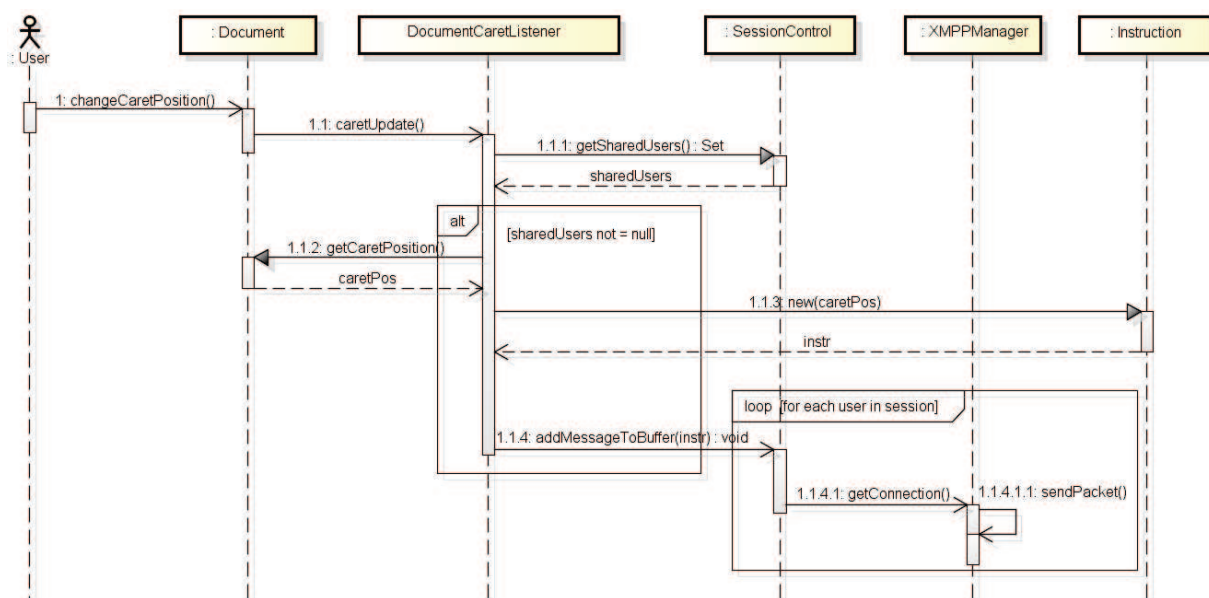 : User
: Document
DocumentCaretListener
: SessionControl
: XMPPManager
: Instruction
1: changeCaretPosition()
1.1: caretUpdate()
1.1.1: getSharedUsers() : Set
sharedUsers
alt
[sharedUsers not = null]
1.1.2: getCaretPosition()
caretPos
1.1.3: new(caretPos)
instr
loop [for each user in session]
1.1.4: addMessageToBuffer(instr) : void
1.1.4.1: getConnection()
1.1.4.1.1: sendPacket()